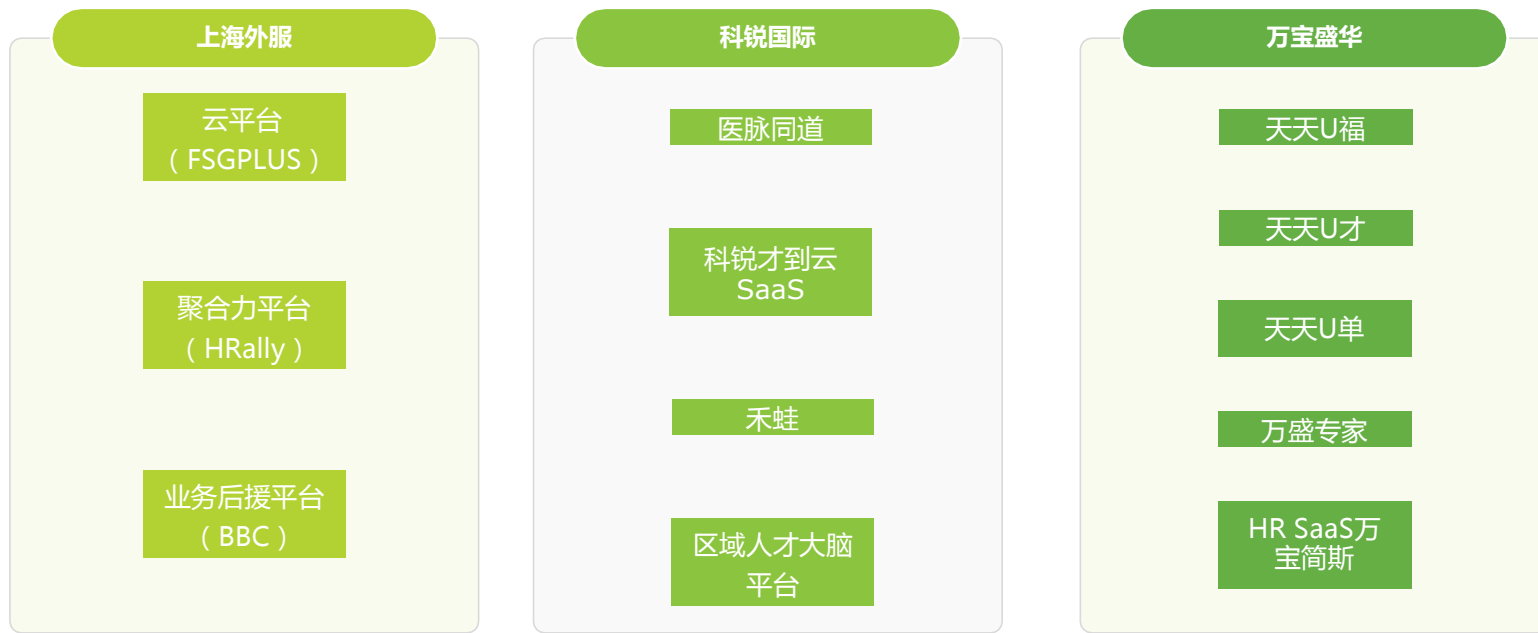 上海外服
云平台
（FSGPLUS）
聚合力平台
（HRally）
业务后援平台
（BBC）
科锐国际
医脉同道
科锐才到云
SaaS
禾蛙
区域人才大脑
平台
万宝盛华
天天U福
天天U才
天天U单
万盛专家
HR SaaS万
宝简斯